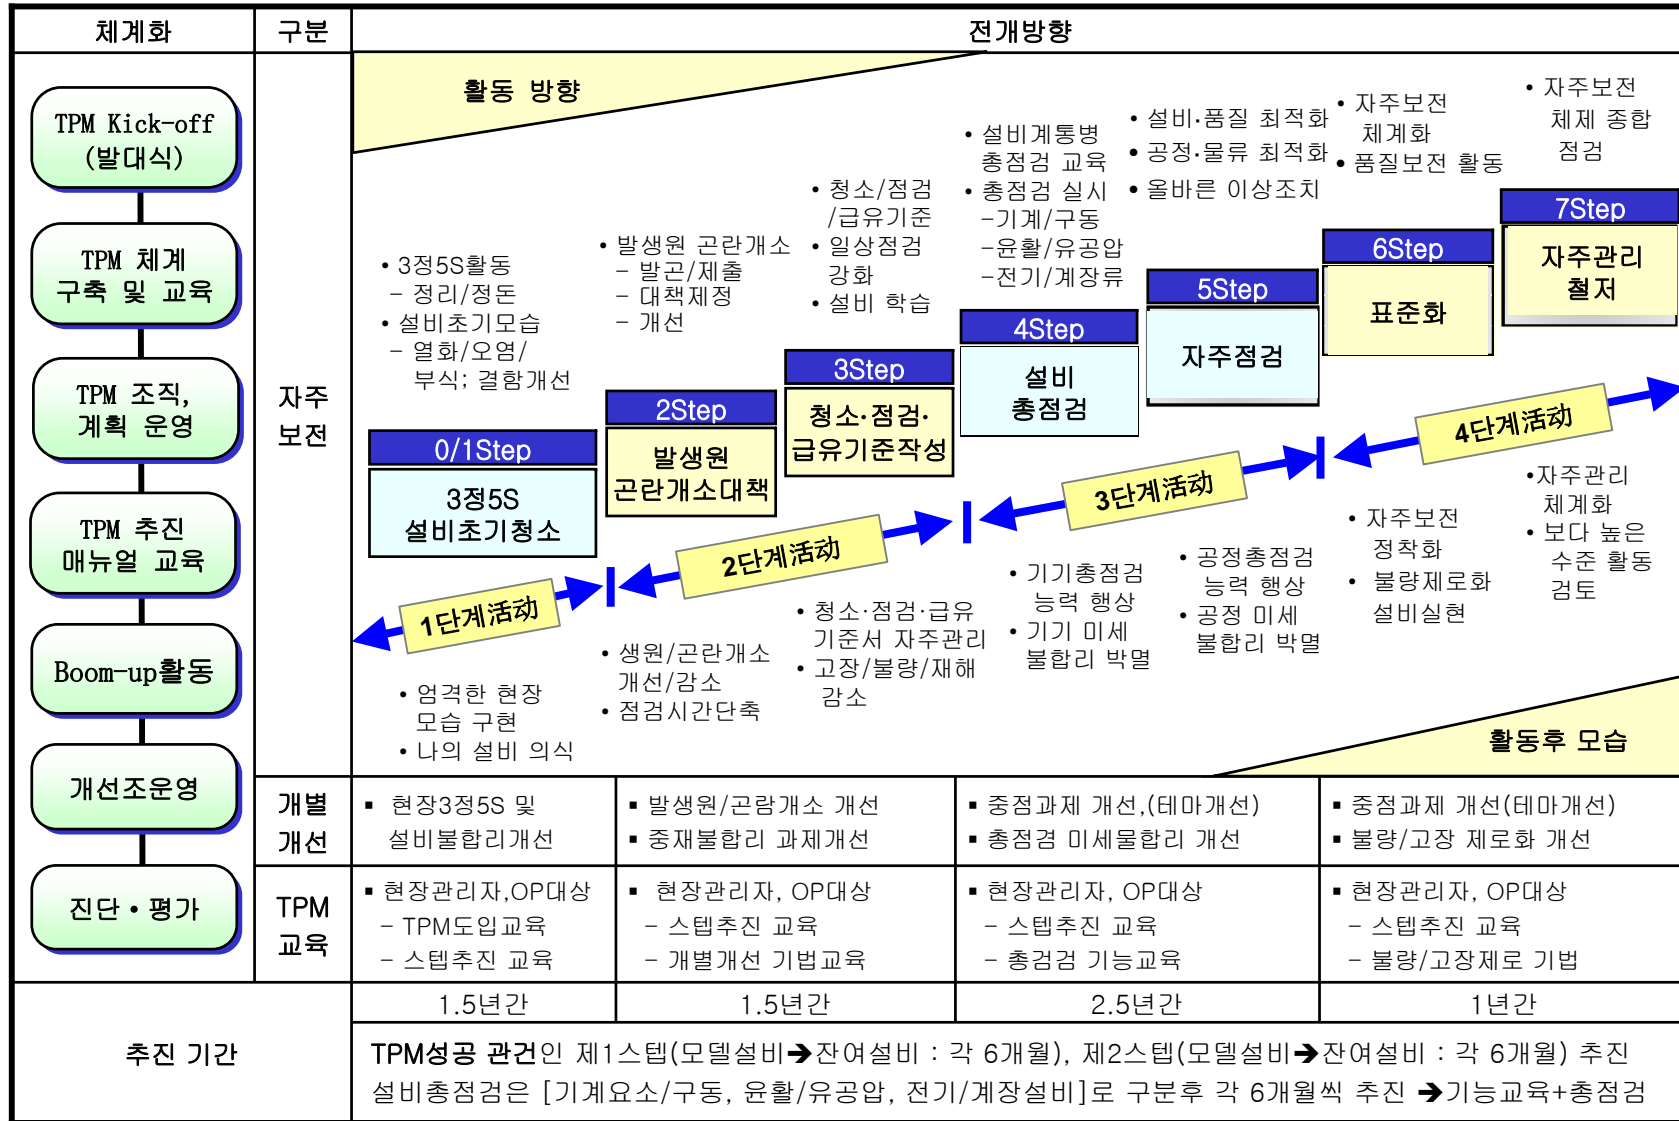 체계화
구분
전개방향
TPM Kick-off
(발대식)
TPM 체계
구축 및 교육
TPM 조직,
계획 운영
TPM 추진
매뉴얼 교육
Boom-up활동
개선조운영
진단 • 평가
자주
보전
활동 방향
• 3정5S활동
– 정리/정돈
• 설비초기모습
– 열화/오염/
부식; 결함개선
• 발생원 곤란개소
– 발곤/제출
– 대책제정
– 개선
• 청소/점검
/급유기준
• 일상점검
강화
• 설비 학습
• 설비계통병
총점검 교육
• 총점검 실시
–기계/구동
–윤활/유공압
–전기/계장류
• 설비·품질 최적화
• 공정·물류 최적화
• 올바른 이상조치
• 자주보전
체계화
• 품질보전 활동
• 자주보전
체제 종합
점검
0/1Step
3정5S
설비초기청소
2Step
발생원
곤란개소대책
3Step
청소·점검·
급유기준작성
4Step
설비
총점검
5Step
자주점검
6Step
표준화
7Step
자주관리
철저
1단계활동
2단계활동
3단계활동
4단계활동
• 엄격한 현장
모습 구현
• 나의 설비 의식
• 생원/곤란개소
개선/감소
• 점검시간단축
• 청소·점검·급유
기준서 자주관리
• 고장/불량/재해
감소
• 기기총점검
능력 행상
• 기기 미세
불합리 박멸
• 공정총점검
능력 행상
• 공정 미세
불합리 박멸
• 자주보전
정착화
• 불량제로화
설비실현
•자주관리
체계화
• 보다 높은
수준 활동
검토
활동후 모습
개별
개선
▪ 현장3정5S 및
설비불합리개선
▪ 발생원/곤람개소 개선
▪ 중재불합리 과제개선
▪ 중점과제 개선,(테마개선)
▪ 총점겸 미세물합리 개선
▪ 중점과제 개선(테마개선)
▪ 불량/고장 제로화 개선
TPM
교육
▪ 현장관리자,OP대상
– TPM도입교육
– 스텝추진 교육
▪ 현장관리자, OP대상
– 스텝추진 교육
– 개별개선 기법교육
▪ 현장관리자, OP대상
– 스텝추진 교육
– 총검검 기능교육
▪ 현장관리자, OP대상
– 스텝추진 교육
– 불량/고장제로 기법
추진 기간
1.5년간
1.5년간
2.5년간
1년간
TPM성공 관건인 제1스텝(모델설비➔잔여설비 : 각 6개월), 제2스텝(모델설비➔잔여설비 : 각 6개월) 추진
설비총점검은 [기계요소/구동, 윤활/유공압, 전기/계장설비]로 구분후 각 6개월씩 추진 ➔기능교육+총점검